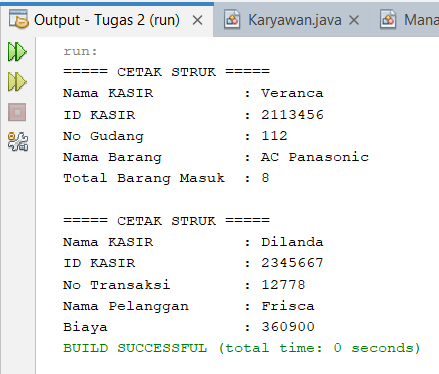 Output - Tugas 2 (run)
Karyawan.java
Mana
run:
===== CETAK STRUK =====
Nama KASIR : Veranca
ID KASIR : 2113456
No Gudang : 112
Nama Barang : AC Panasonic
Total Barang Masuk : 8
===== CETAK STRUK =====
Nama KASIR : Dilanda
ID KASIR : 2345667
No Transaksi : 12778
Nama Pelanggan : Frisca
Biaya : 360900
BUILD SUCCESSFUL (total time: 0 seconds)